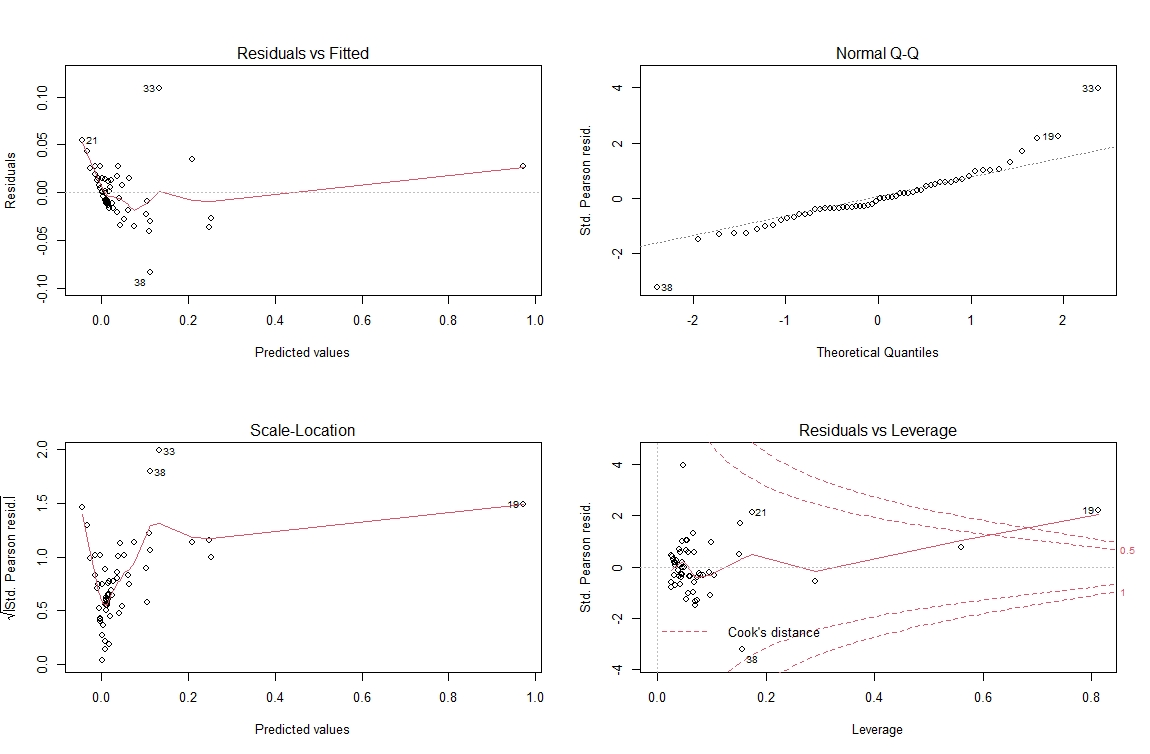 Residuals vs Fitted
Residuals
0.10
0.05
0.00
-0.05
-0.10
33
21
38
0.0 0.2 0.4 0.6 0.8 1.0
Predicted values
Normal Q-Q
Std. Pearson resid.
4
2
0
-2
33
19
38
-2 -1 0 1 2
Theoretical Quantiles
Scale-Location
√|Std. Pearson resid.|
2.0
1.5
1.0
0.5
0.0
33
38
19
0.0 0.2 0.4 0.6 0.8 1.0
Predicted values
Residuals vs Leverage
Std. Pearson resid.
4
2
0
-2
-4
21
19
0.5
1
Cook's distance
38
0.0 0.2 0.4 0.6 0.8
Leverage